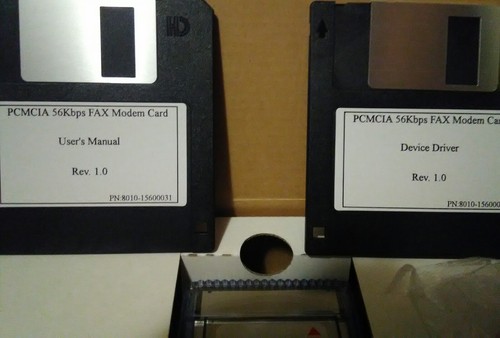 HD
PCMCIA 56Kbps FAX Modem Card
User's Manual
Rev. 1.0
PN:8010-15600031
PCMCIA 56Kbps FAX Modem Car
Device Driver
Rev. 1.0
PN:8010-15600